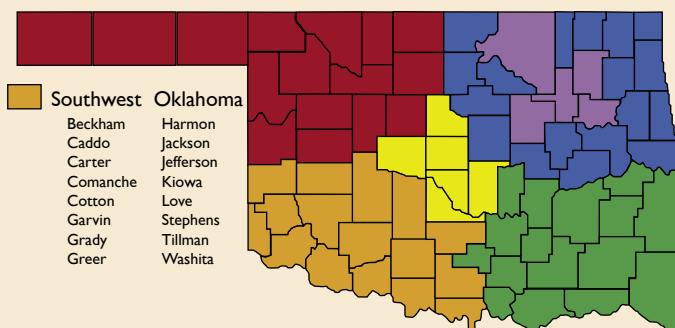 Southwest Oklahoma
Beckham Harmon
Caddo Jackson
Carter Jefferson
Comanche Kiowa
Cotton Love
Garvin Stephens
Grady Tillman
Greer Washita